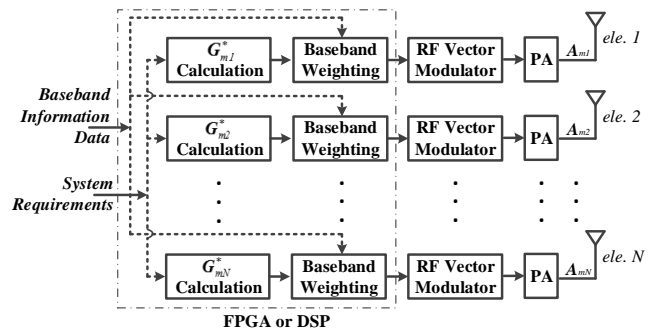 G*m1
Calculation
Baseband
Weighting
RF Vector
Modulator
PA
Am1
ele. 1
Baseband
Information
Data
G*m2
Calculation
Baseband
Weighting
RF Vector
Modulator
PA
Am2
ele. 2
System
Requirements
G*mN
Calculation
Baseband
Weighting
RF Vector
Modulator
PA
AmN
ele. N
FPGA or DSP